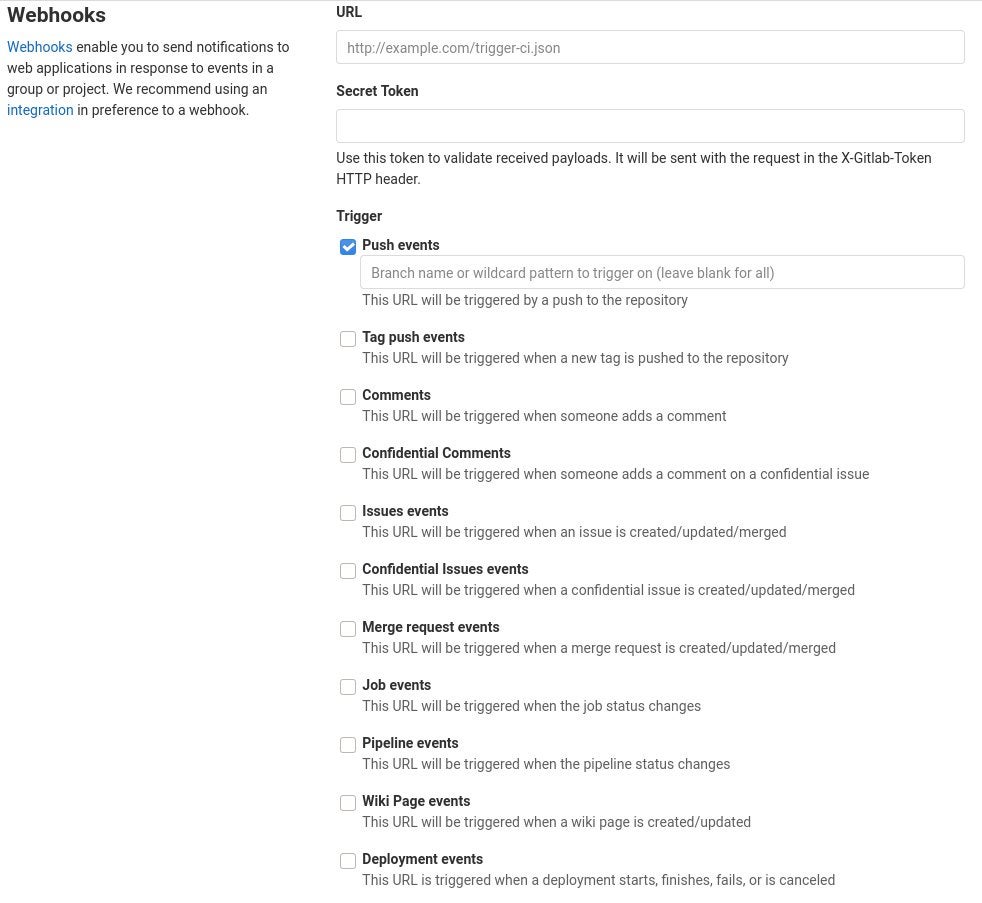 Webhooks
Webhooks enable you to send notifications to
web applications in response to events in a
group or project. We recommend using an
integration in preference to a webhook.
URL
http://example.com/trigger-ci.json
Secret Token
Use this token to validate received payloads. It will be sent with the request in the X-Gitlab-Token
HTTP header.
Trigger
Push events
Branch name or wildcard pattern to trigger on (leave blank for all)
This URL will be triggered by a push to the repository
Tag push events
This URL will be triggered when a new tag is pushed to the repository
Comments
This URL will be triggered when someone adds a comment
Confidential Comments
This URL will be triggered when someone adds a comment on a confidential issue
Issues events
This URL will be triggered when an issue is created/updated/merged
Confidential Issues events
This URL will be triggered when a confidential issue is created/updated/merged
Merge request events
This URL will be triggered when a merge request is created/updated/merged
Job events
This URL will be triggered when the job status changes
Pipeline events
This URL will be triggered when the pipeline status changes
Wiki Page events
This URL will be triggered when a wiki page is created/updated
Deployment events
This URL is triggered when a deployment starts, finishes, fails, or is canceled